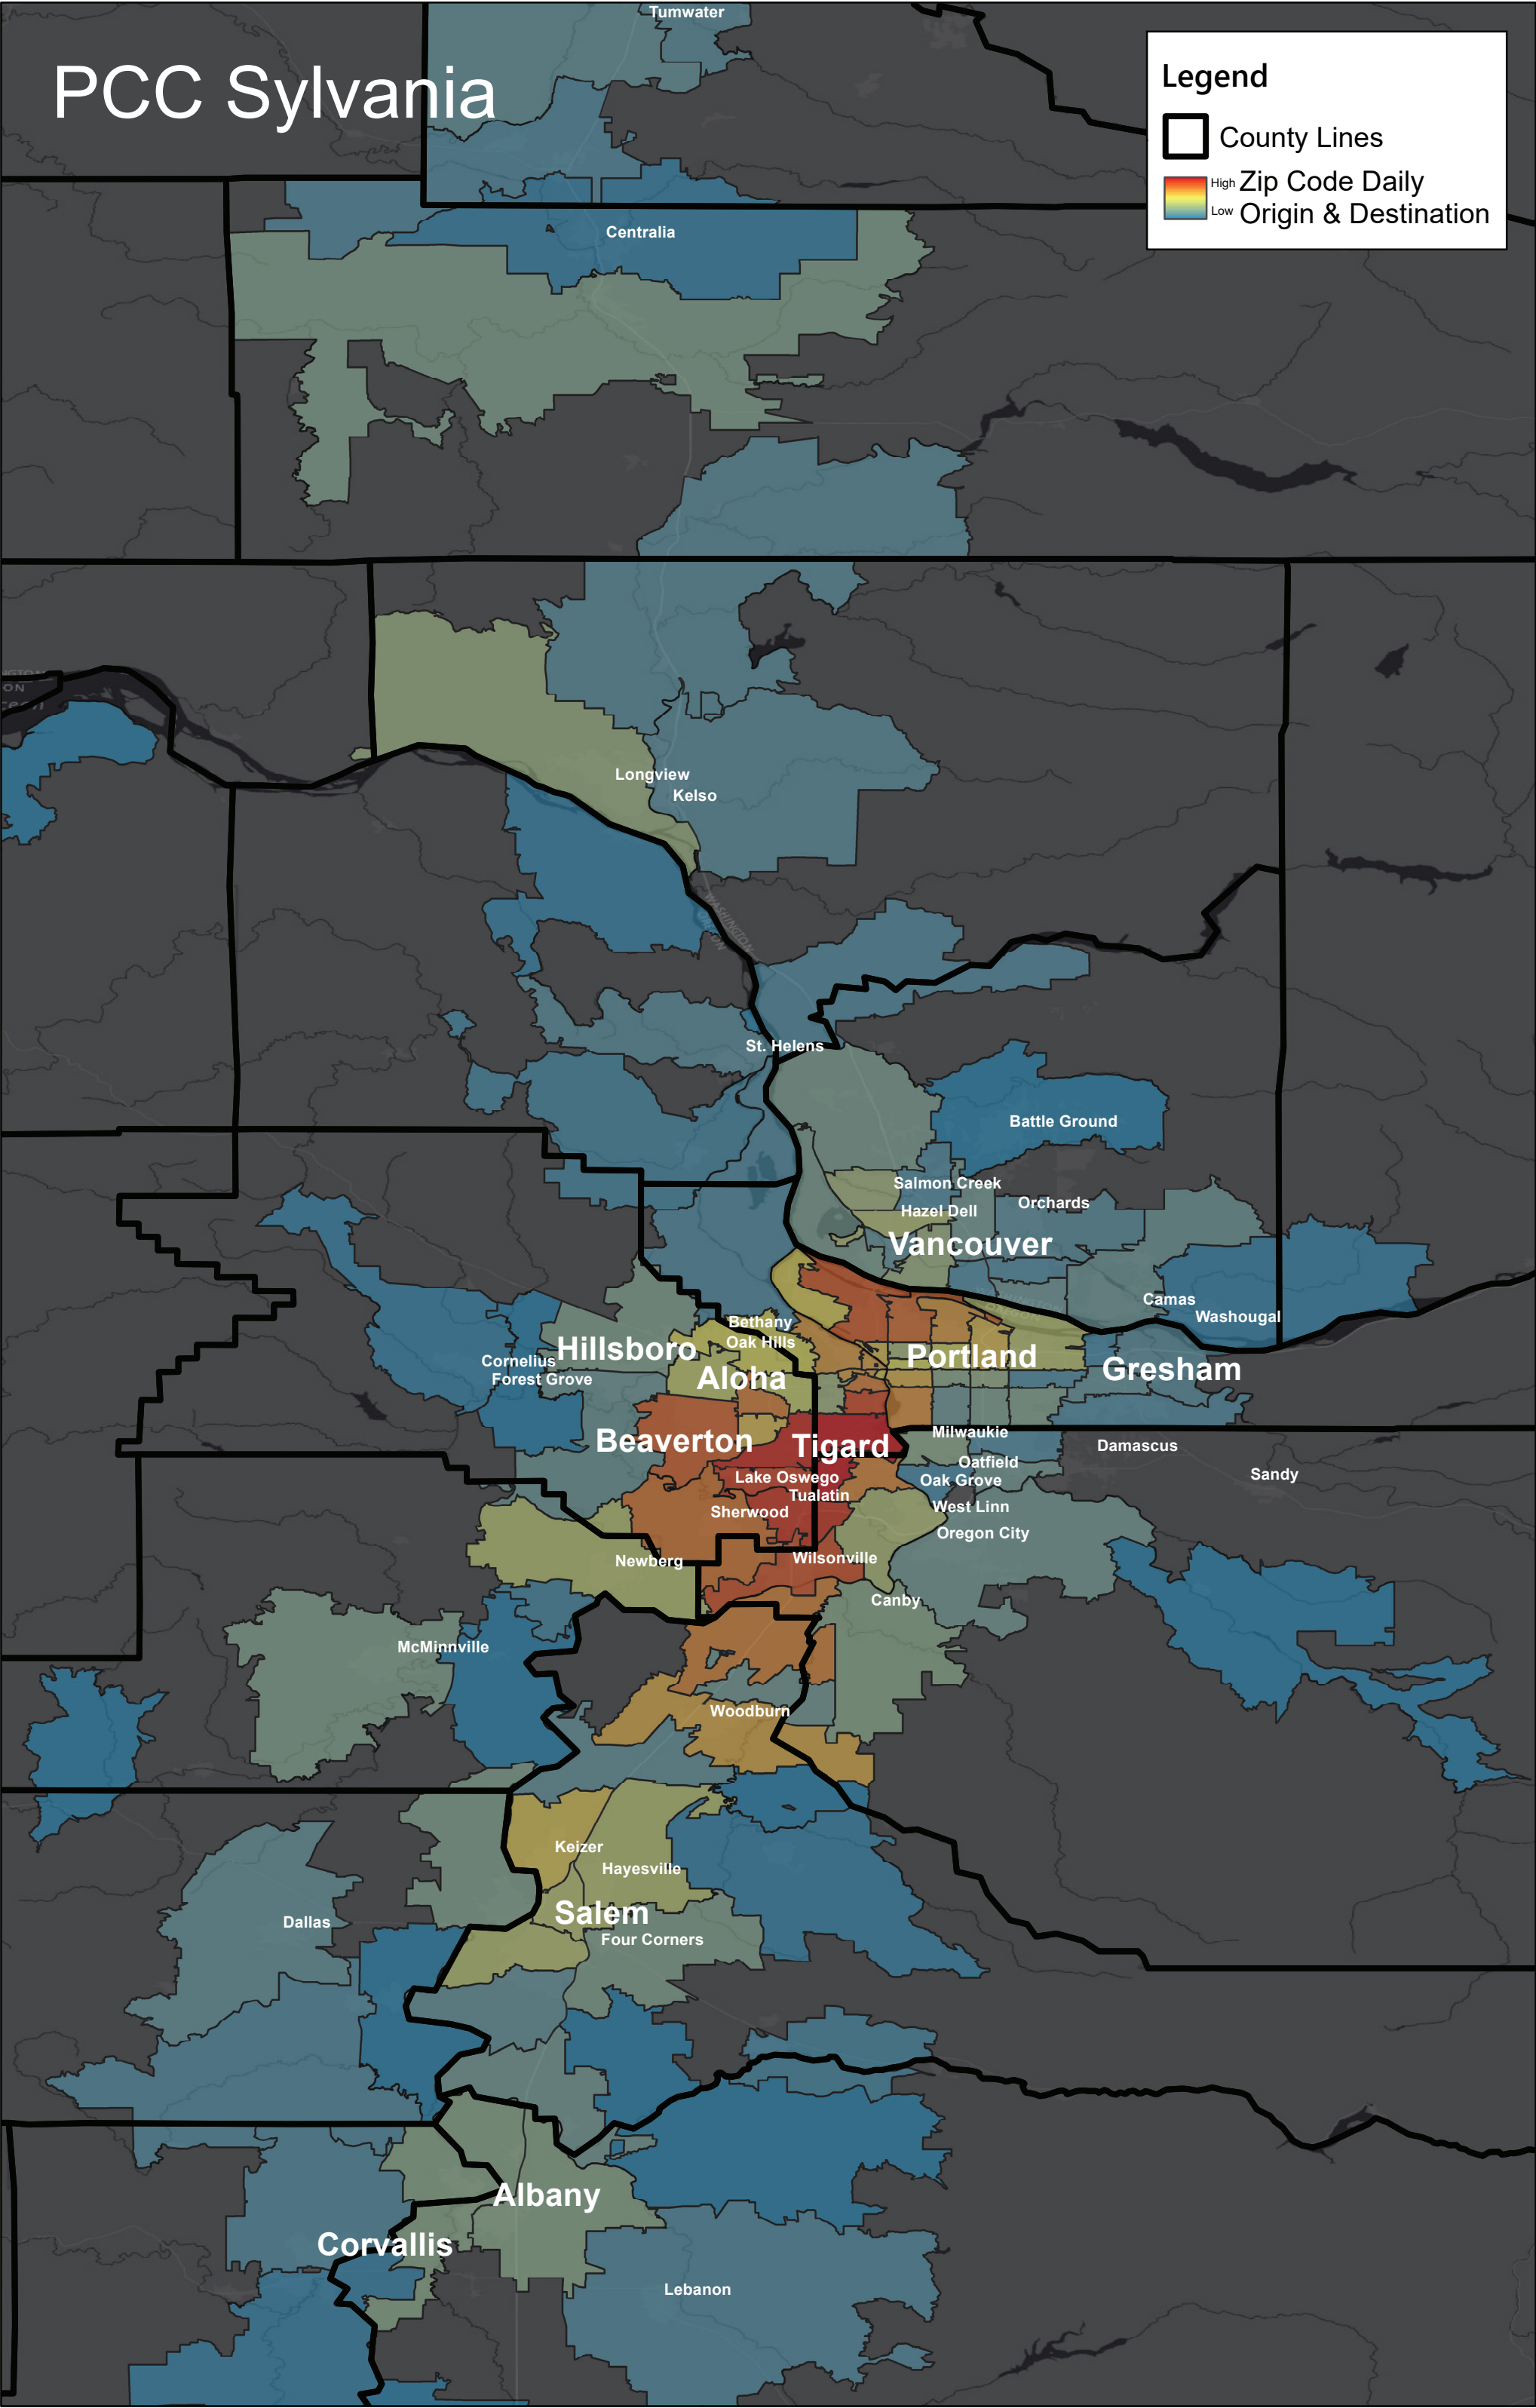 Tumwater
PCC Sylvania
Legend
County Lines
High
Zip Code Daily
Low
Origin & Destination
Centralia
Longview
Kelso
WASHINGTON
St. Helens
Battle Ground
Salmon Creek
Orchards
Hazel Dell
Vancouver
Camas
Washougal
Bethany
Oak Hills
Hillsboro
Portland
Cornelius
Gresham
Forest Grove
Aloha
Beaverton
Tigard
Milwaukie
Damascus
Oatfield
Sandy
Lake Oswego
Oak Grove
Tualatin
Sherwood
West Linn
Oregon City
Wilsonville
Newberg
Canby
McMinnville
Woodburn
Keizer
Hayesville
Salem
Dallas
Four Corners
Albany
Corvallis
Lebanon